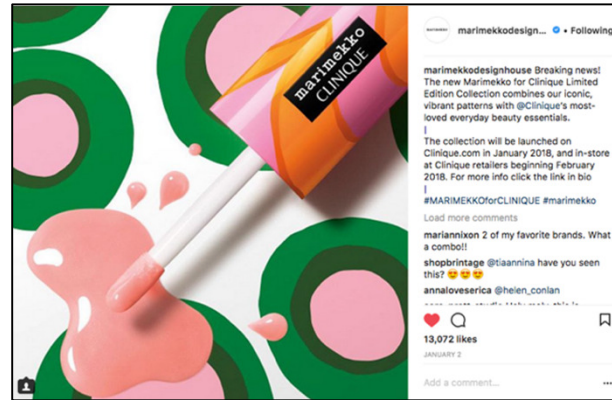 marimekko
CLINIQUE
marimekkodesign... • Following
marimekkodesignhouse Breaking news!
The new Marimekko for Clinique Limited
Edition Collection combines our iconic,
vibrant patterns with @Clinique's most-
loved everyday beauty essentials.
|
The collection will be launched on
Clinique.com in January 2018, and in-store
at Clinique retailers beginning February
2018. For more info click the link in bio
|
#MARIMEKKOforCLINIQUE #marimekko
Load more comments
mariannixon 2 of my favorite brands. What
a combo!!
shopbrintage @tiaannina have you seen
this? 😍😍😍
annaloveserica @helen_conlan
13,072 likes
JANUARY 2
Add a comment...